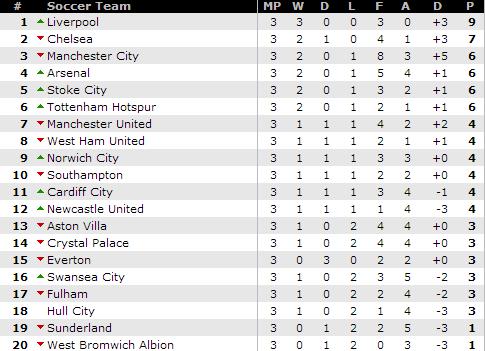 # Soccer Team MP W D L F A D P
1 Liverpool 3 3 0 0 3 0 +3 9
2 Chelsea 3 2 1 0 4 1 +3 7
3 Manchester City 3 2 0 1 8 3 +5 6
4 Arsenal 3 2 0 1 5 4 +1 6
5 Stoke City 3 2 0 1 3 2 +1 6
6 Tottenham Hotspur 3 2 0 1 2 1 +1 6
7 Manchester United 3 1 1 1 4 2 +2 4
8 West Ham United 3 1 1 1 2 1 +1 4
9 Norwich City 3 1 1 1 3 3 +0 4
10 Southampton 3 1 1 1 2 2 +0 4
11 Cardiff City 3 1 1 1 3 4 -1 4
12 Newcastle United 3 1 1 1 1 4 -3 4
13 Aston Villa 3 1 0 2 4 4 +0 3
14 Crystal Palace 3 1 0 2 4 4 +0 3
15 Everton 3 0 3 0 2 2 +0 3
16 Swansea City 3 1 0 2 3 5 -2 3
17 Fulham 3 1 0 2 2 4 -2 3
18 Hull City 3 1 0 2 1 4 -3 3
19 Sunderland 3 0 1 2 2 5 -3 1
20 West Bromwich Albion 3 0 1 2 0 3 -3 1